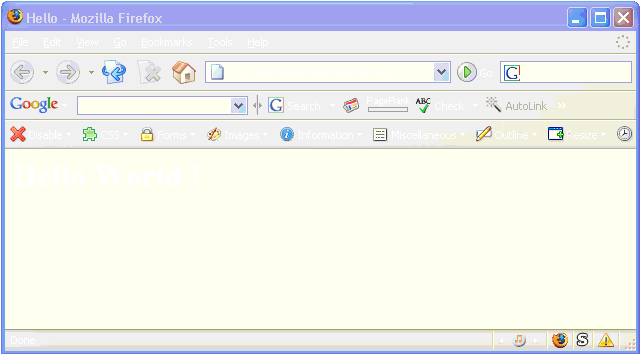 Hello - Mozilla Firefox
File Edit View Go Bookmarks Tools Help
Go G
Google G Search PageRank ABC Check AutoLink »
Disable CSS Forms Images Information Miscellaneous Outline Resize
Hello World !
Done S